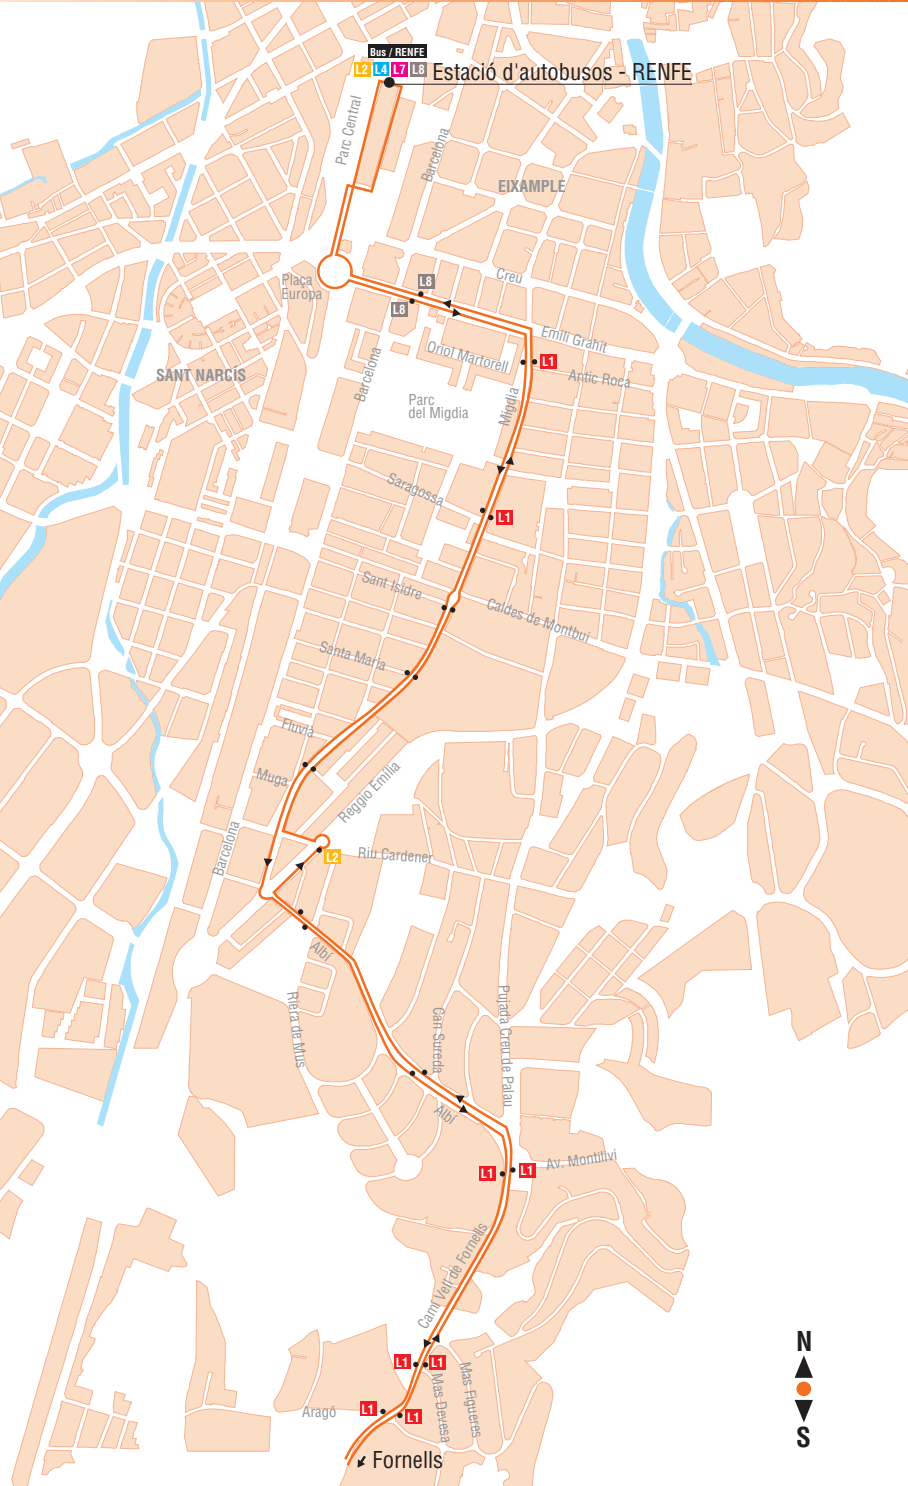 Bus / RENFE
L2 L4 L7 L8
Estació d'autobusos - RENFE
Parc Central
Barcelona
EIXAMPLE
Creu
Plaça
Europa
L8
L8
Emili Grahit
Oriol Martorell
L1
Antic Roca
SANT NARCÍS
Barcelona
Migdia
Parc
del Migdia
Saragossa
L1
Sant Isidre
Caldes de Montbui
Santa Maria
Fluvià
Muga
Reggio Emilia
Barcelona
L2
Riu Cardener
Albí
Riera de Mus
Can Sureda
Pujada Creu de Palau
Albí
L1
L1
Av. Montilivi
Camí Vell de Fornells
L1
L1
Mas Devesa
Mas Figueres
Aragó
L1
L1
Fornells
N
S